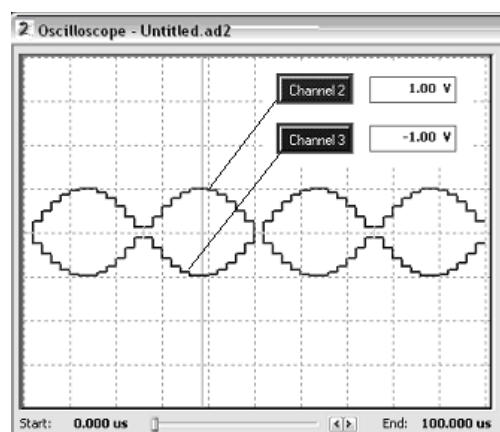 2 Oscilloscope - Untitled.ad2
Channel 2 1.00 V
Channel 3 -1.00 V
Start: 0.000 us End: 100.000 us